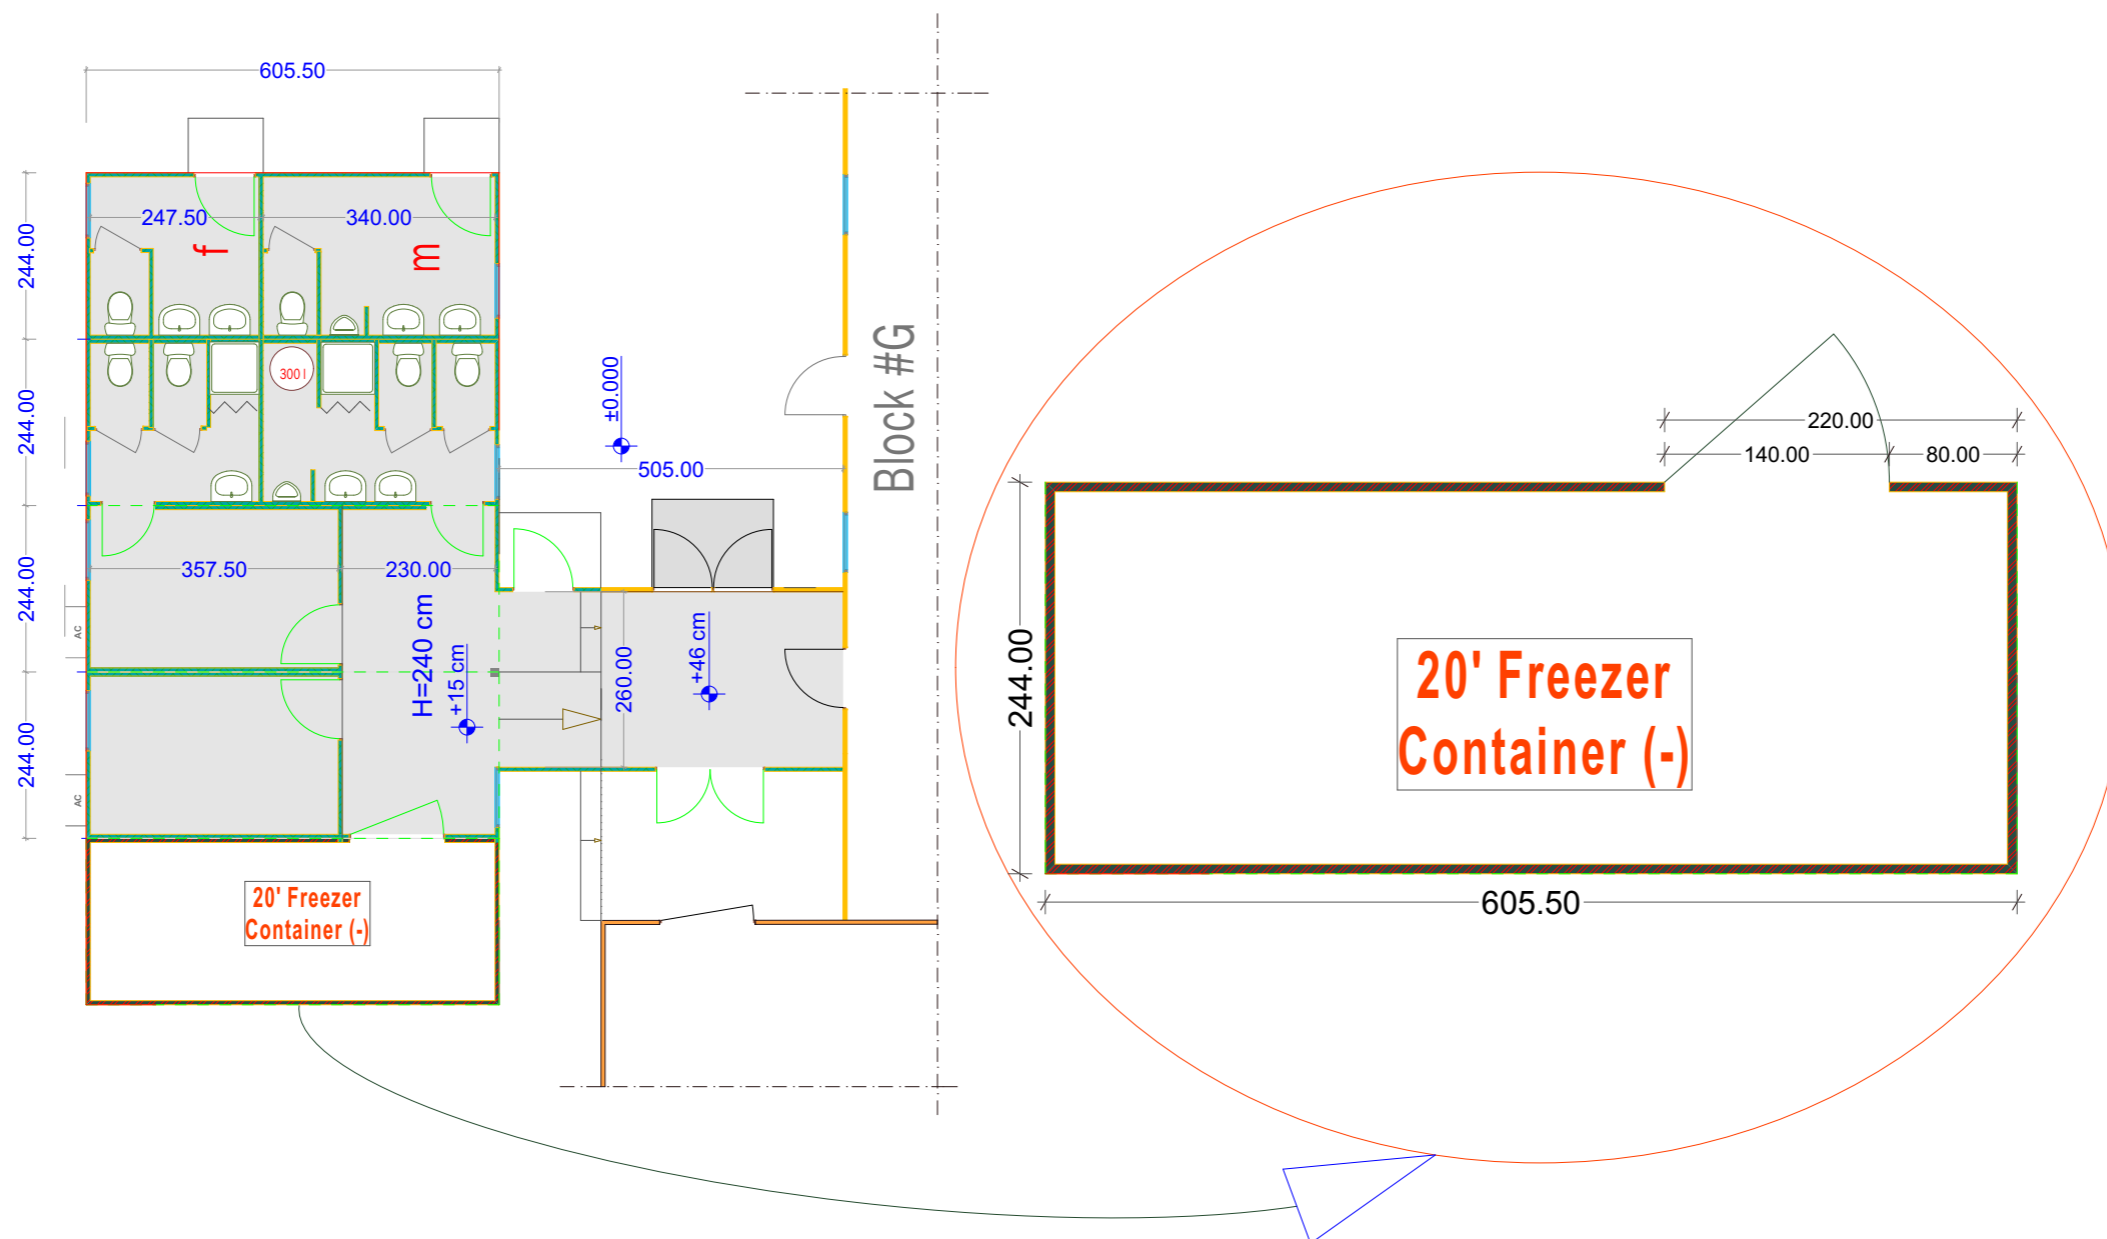 605.50
247.50
340.00
f
m
244.00
244.00
244.00
244.00
300 l
±0.000
505.00
Block #G
357.50
230.00
H=240 cm
+15 cm
260.00
+46 cm
AC
AC
20' Freezer
Container (-)
220.00
140.00
80.00
244.00
20' Freezer
Container (-)
605.50